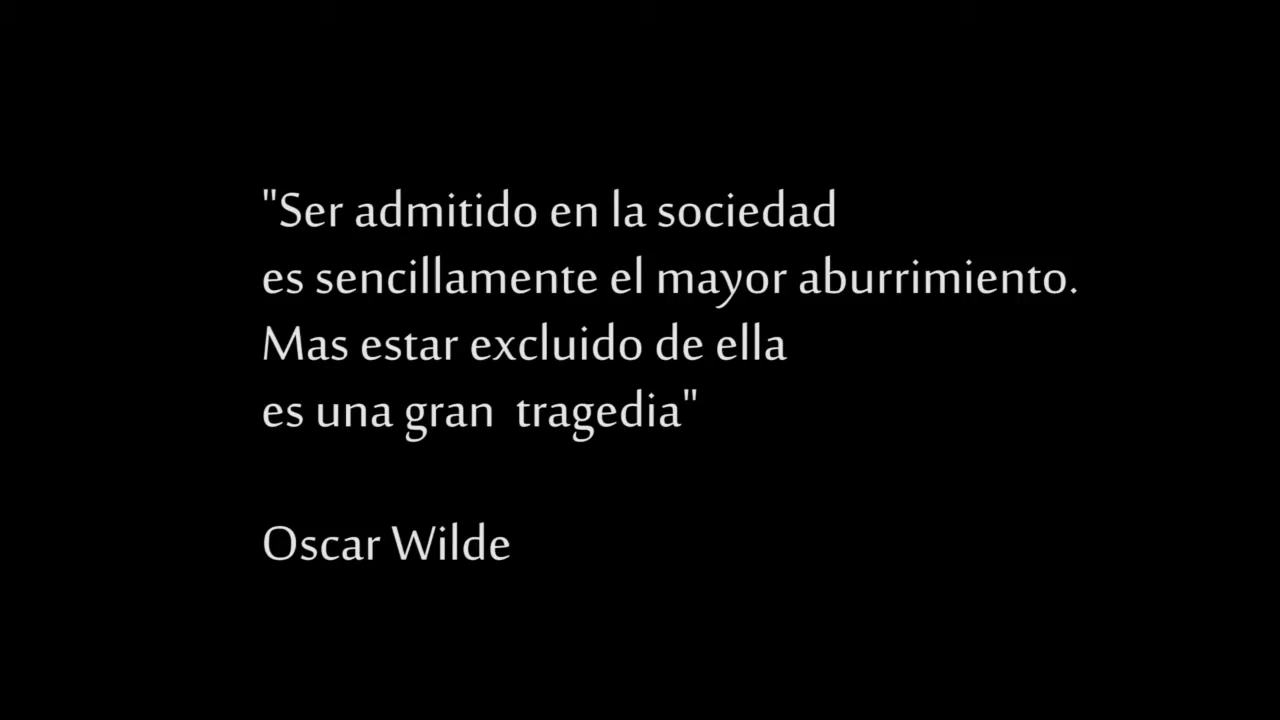 "Ser admitido en la sociedad
es sencillamente el mayor aburrimiento.
Mas estar excluido de ella
es una gran  tragedia"
Oscar Wilde